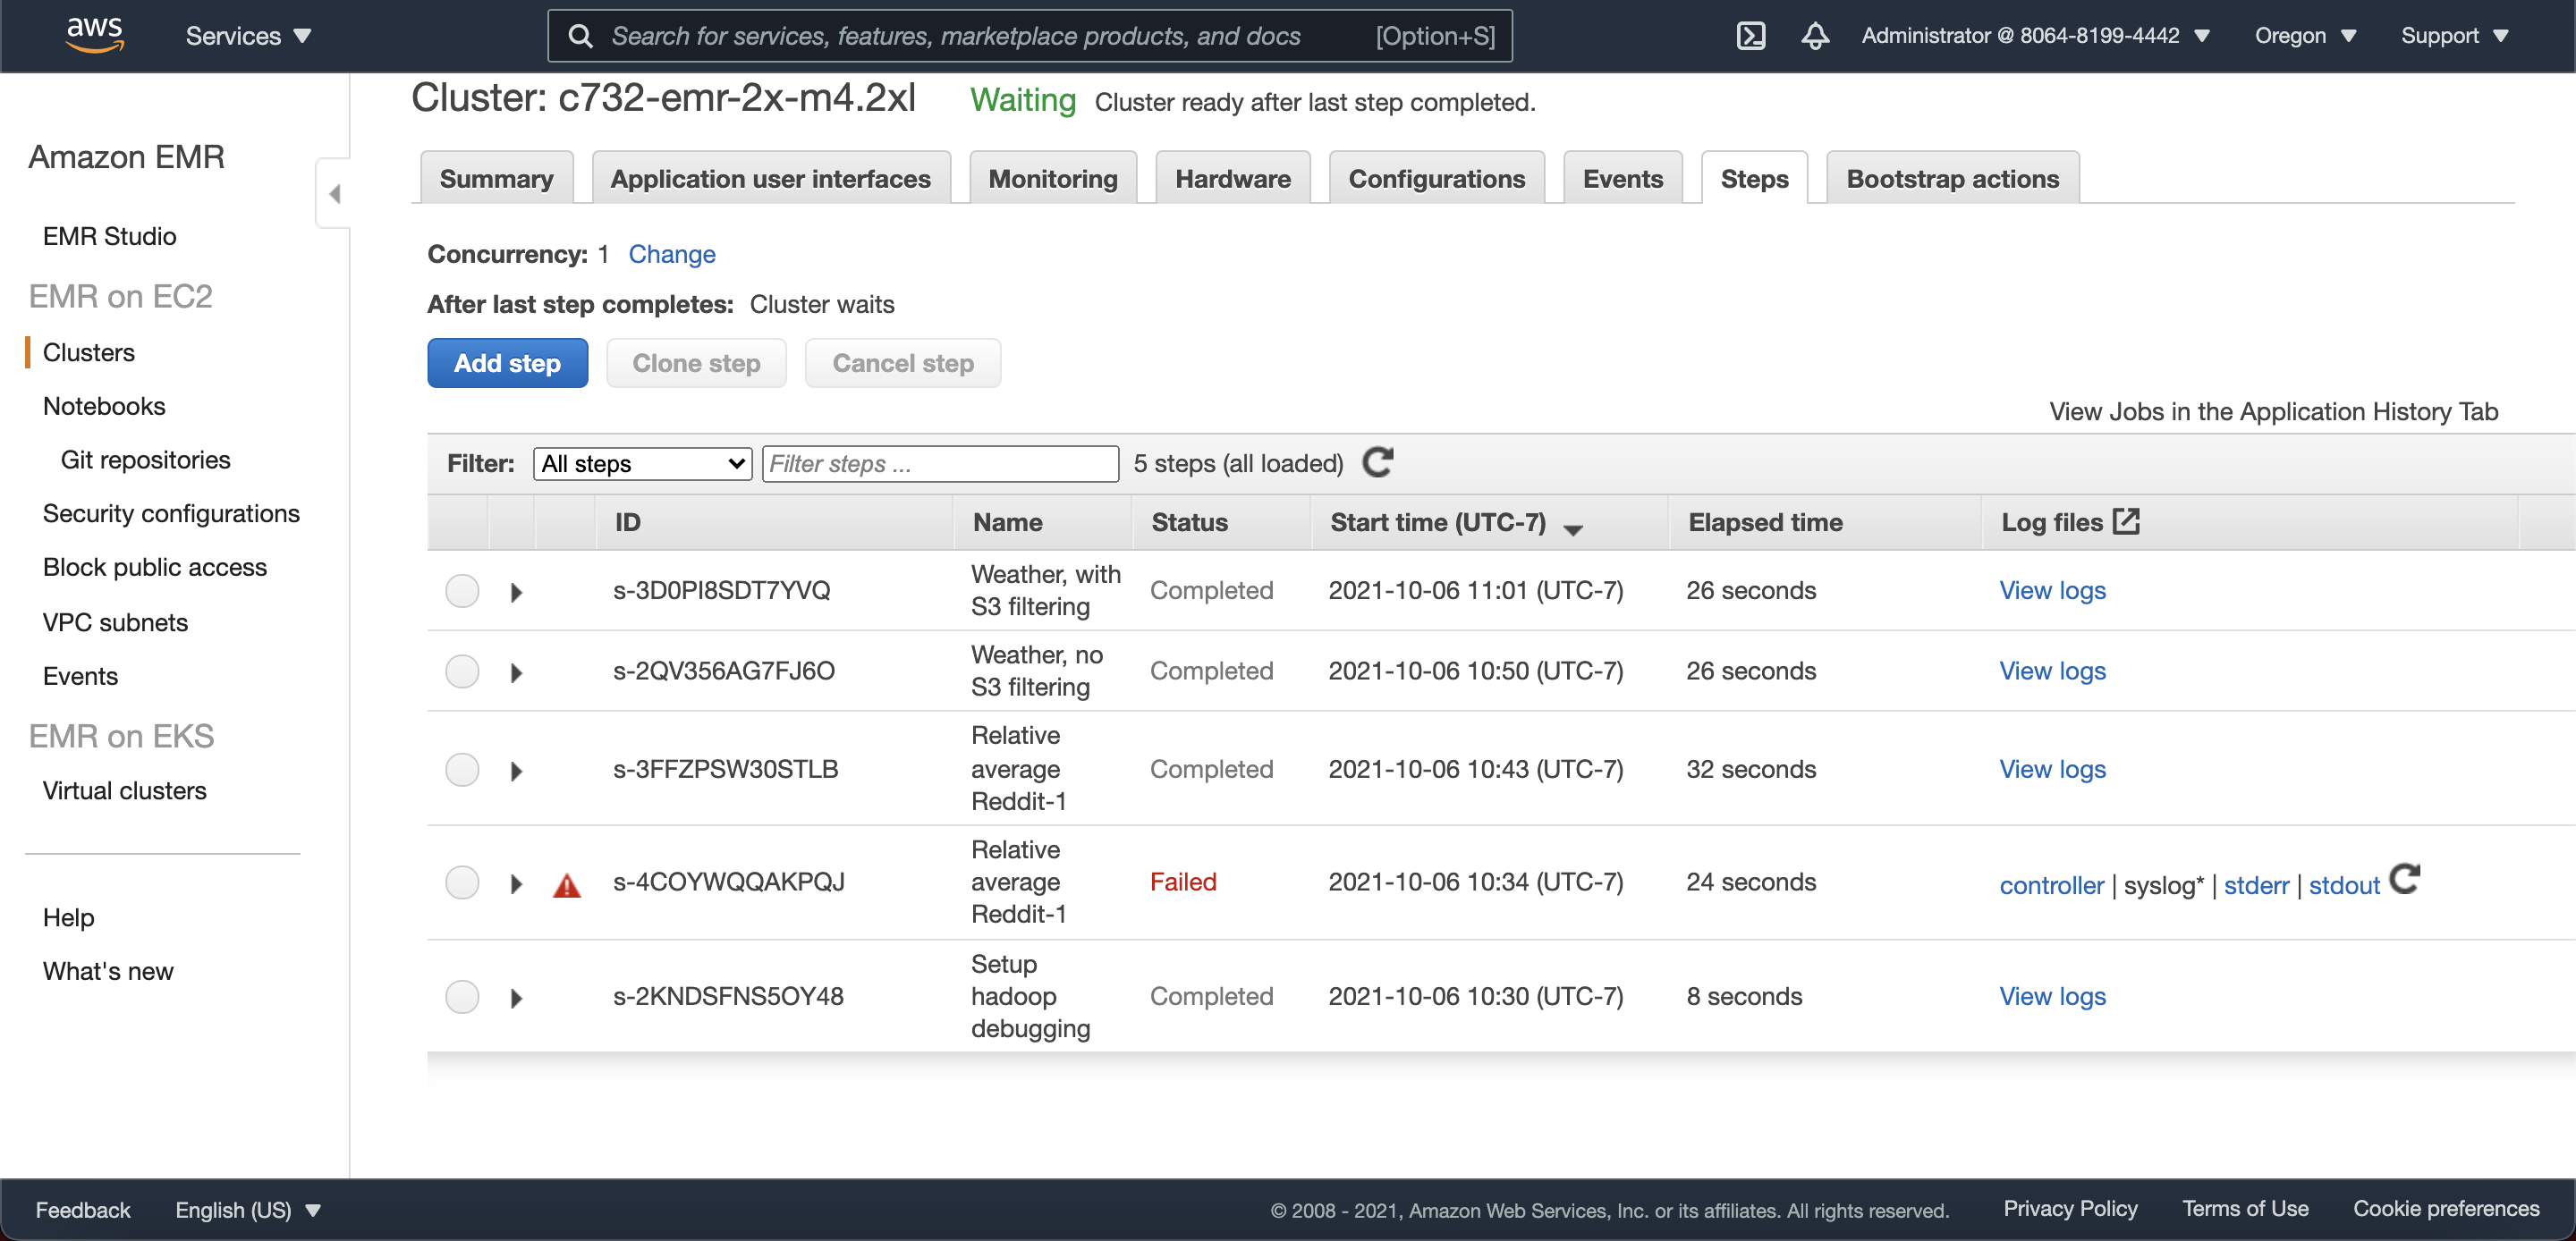 aws Services Search for services, features, marketplace products, and docs [Option+S] Administrator @ 8064-8199-4442 Oregon Support
Amazon EMR
EMR Studio
EMR on EC2
Clusters
Notebooks
Git repositories
Security configurations
Block public access
VPC subnets
Events
EMR on EKS
Virtual clusters
Help
What's new
Cluster: c732-emr-2x-m4.2xl Waiting Cluster ready after last step completed.
Summary Application user interfaces Monitoring Hardware Configurations Events Steps Bootstrap actions
Concurrency: 1 Change
After last step completes: Cluster waits
Add step Clone step Cancel step
View Jobs in the Application History Tab
Filter: All steps Filter steps ... 5 steps (all loaded)
ID Name Status Start time (UTC-7) Elapsed time Log files
s-3D0PI8SDT7YVQ Weather, with S3 filtering Completed 2021-10-06 11:01 (UTC-7) 26 seconds View logs
s-2QV356AG7FJ6O Weather, no S3 filtering Completed 2021-10-06 10:50 (UTC-7) 26 seconds View logs
s-3FFZPSW30STLB Relative average Reddit-1 Completed 2021-10-06 10:43 (UTC-7) 32 seconds View logs
s-4COYWQQAKPQJ Relative average Reddit-1 Failed 2021-10-06 10:34 (UTC-7) 24 seconds controller | syslog* | stderr | stdout
s-2KNDSFNS5OY48 Setup hadoop debugging Completed 2021-10-06 10:30 (UTC-7) 8 seconds View logs
Feedback English (US) © 2008 - 2021, Amazon Web Services, Inc. or its affiliates. All rights reserved. Privacy Policy Terms of Use Cookie preferences